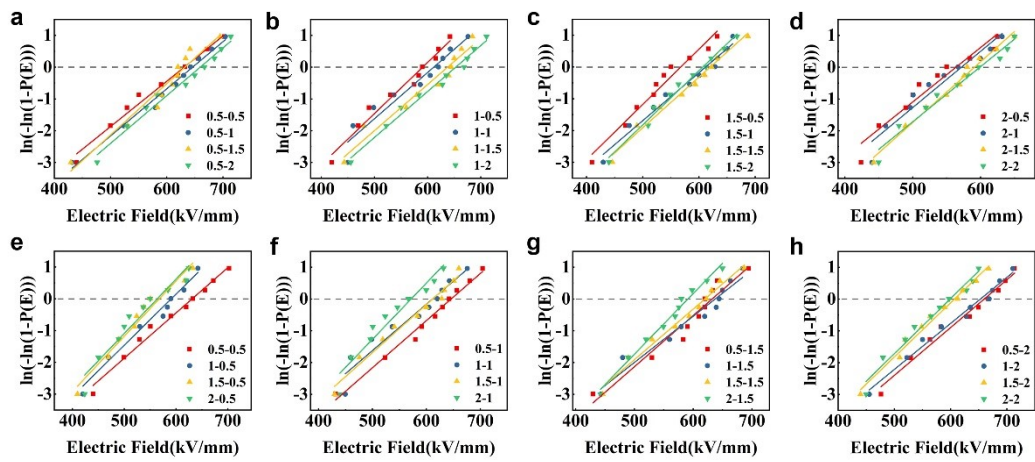 a
b
c
d
ln(-ln(1-P(E)))
1
0
-1
-2
-3
0.5-0.5
0.5-1
0.5-1.5
0.5-2
400 500 600 700
Electric Field(kV/mm)
ln(-ln(1-P(E)))
1
0
-1
-2
-3
1-0.5
1-1
1-1.5
1-2
400 500 600 700
Electric Field(kV/mm)
ln(-ln(1-P(E)))
1
0
-1
-2
-3
1.5-0.5
1.5-1
1.5-1.5
1.5-2
400 500 600 700
Electric Field(kV/mm)
ln(-ln(1-P(E)))
1
0
-1
-2
-3
2-0.5
2-1
2-1.5
2-2
400 500 600
Electric Field(kV/mm)
e
f
g
h
ln(-ln(1-P(E)))
1
0
-1
-2
-3
0.5-0.5
1-0.5
1.5-0.5
2-0.5
400 500 600 700
Electric Field(kV/mm)
ln(-ln(1-P(E)))
1
0
-1
-2
-3
0.5-1
1-1
1.5-1
2-1
400 500 600 700
Electric Field(kV/mm)
ln(-ln(1-P(E)))
1
0
-1
-2
-3
0.5-1.5
1-1.5
1.5-1.5
2-1.5
400 500 600 700
Electric Field(kV/mm)
ln(-ln(1-P(E)))
1
0
-1
-2
-3
0.5-2
1-2
1.5-2
2-2
400 500 600 700
Electric Field(kV/mm)